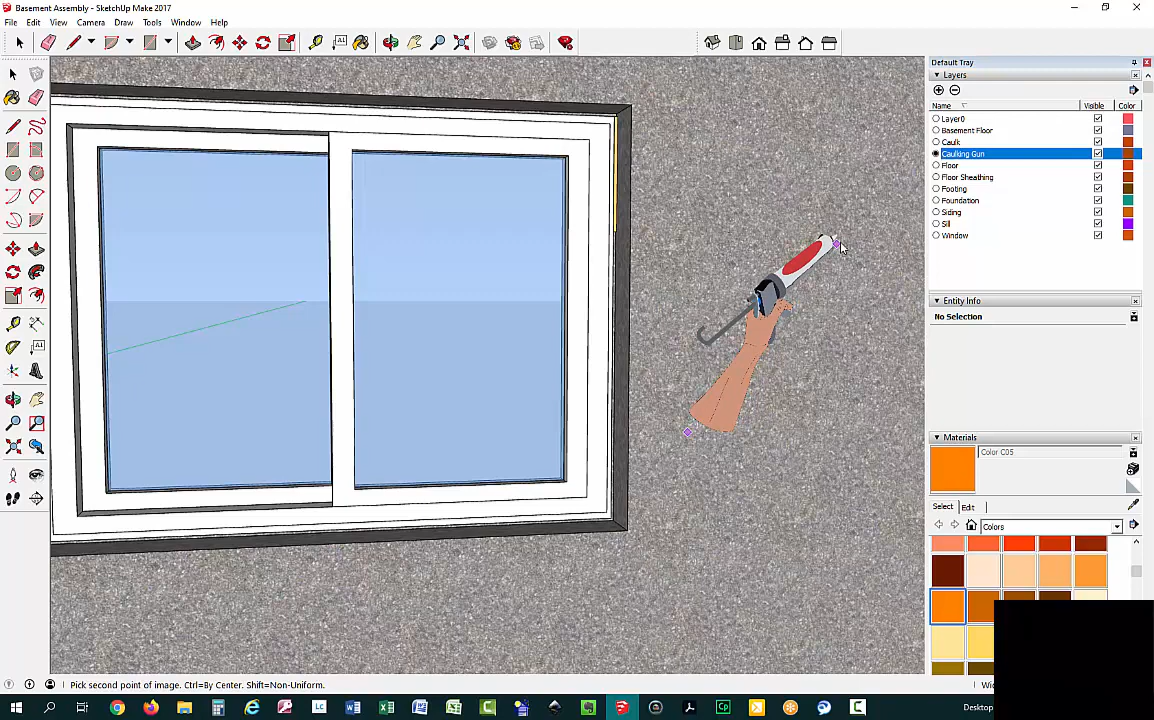 Basement Assembly - SketchUp Make 2017
File Edit View Camera Draw Tools Window Help
Default Tray
Layers
Name Visible Color
Layer0
Basement Floor
Caulk
Caulking Gun
Floor
Floor Sheathing
Footing
Foundation
Siding
Sill
Window
Entity Info
No Selection
Materials
Color C05
Select Edit
Colors
Pick second point of image. Ctrl=By Center. Shift=Non-Uniform.
Desktop